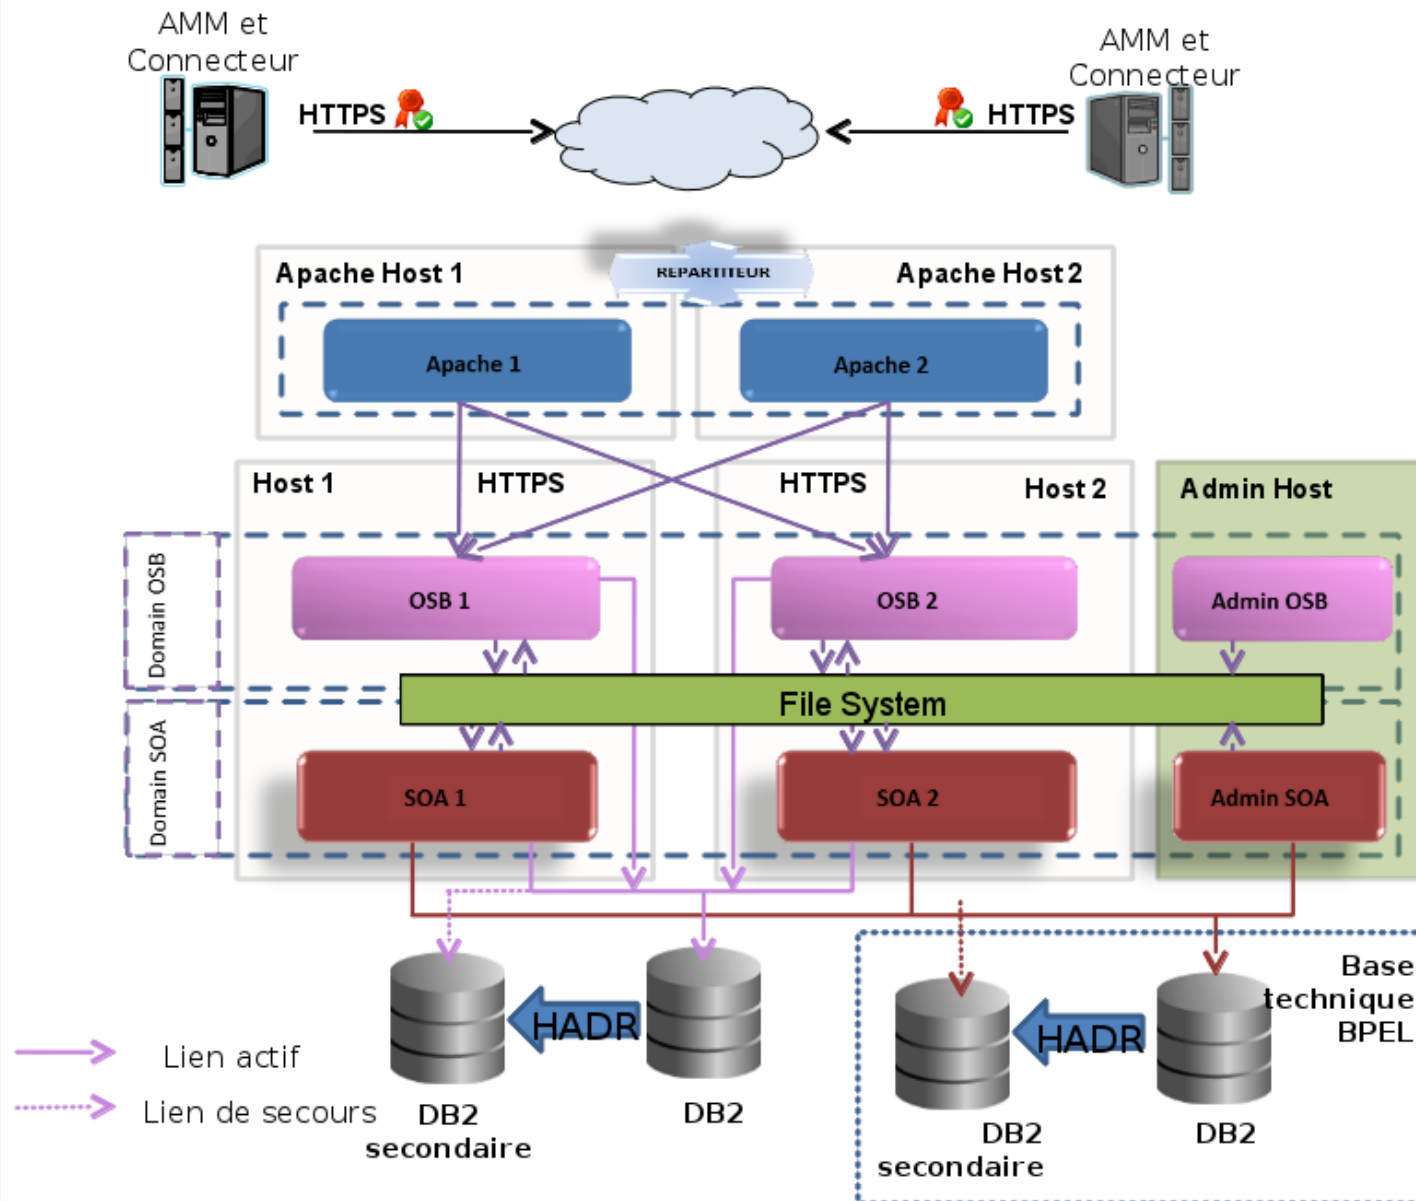 AMM et
Connecteur
AMM et
Connecteur
HTTPS
HTTPS
Apache Host 1
REPARTITEUR
Apache Host 2
Apache 1
Apache 2
Host 1
HTTPS
HTTPS
Host 2
Admin Host
Domain OSB
OSB 1
OSB 2
Admin OSB
File System
Domain SOA
SOA 1
SOA 2
Admin SOA
Base
technique
BPEL
HADR
HADR
Lien actif
Lien de secours
DB2
secondaire
DB2
DB2
secondaire
DB2